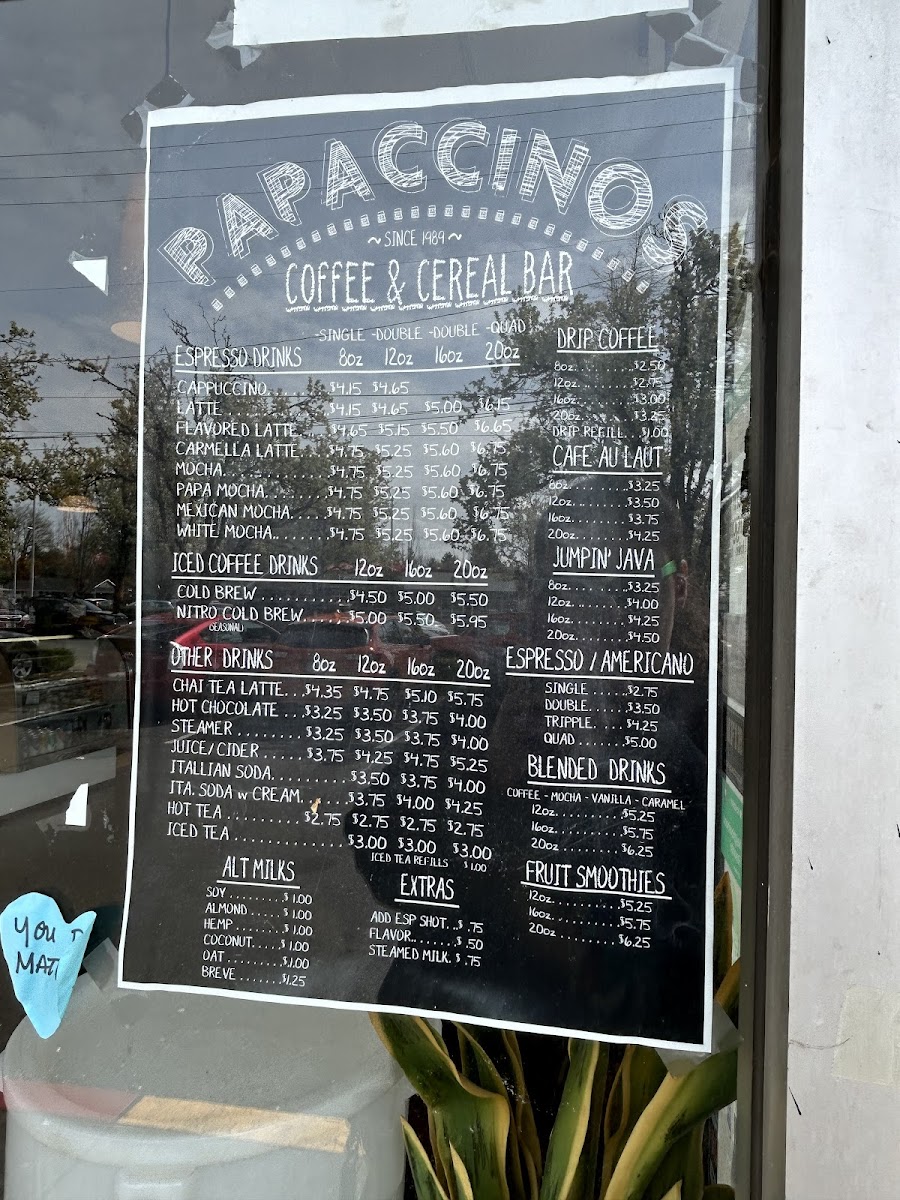 PAPACCINOS
~ SINCE 1989 ~
COFFEE & CEREAL BAR
-SINGLE -DOUBLE -DOUBLE -QUAD
ESPRESSO DRINKS 8oz 12oz 16oz 20oz
CAPPUCCINO....... $4.15 $4.65
LATTE.......... $4.15 $4.65 $5.00 $6.15
FLAVORED LATTE... $4.65 $5.15 $5.50 $6.65
CARMELLA LATTE... $4.75 $5.25 $5.60 $6.75
MOCHA.......... $4.75 $5.25 $5.60 $6.75
PAPA MOCHA....... $4.75 $5.25 $5.60 $6.75
MEXICAN MOCHA..... $4.75 $5.25 $5.60 $6.75
WHITE MOCHA....... $4.75 $5.25 $5.60 $6.75
ICED COFFEE DRINKS 12oz 16oz 20oz
COLD BREW ........... $4.50 $5.00 $5.50
NITRO COLD BREW..... $5.00 $5.50 $5.95
(SEASONAL)
OTHER DRINKS 8oz 12oz 16oz 20oz
CHAI TEA LATTE... $4.35 $4.75 $5.10 $5.75
HOT CHOCOLATE ... $3.25 $3.50 $3.75 $4.00
STEAMER ......... $3.25 $3.50 $3.75 $4.00
JUICE/CIDER ...... $3.75 $4.25 $4.75 $5.25
ITALLIAN SODA.......... $3.50 $3.75 $4.00
ITA. SODA w CREAM...... $3.75 $4.00 $4.25
HOT TEA .......... $2.75 $2.75 $2.75 $2.75
ICED TEA .............. $3.00 $3.00 $3.00
ICED TEA REFILLS $1.00
ALT MILKS
SOY ........ $1.00
ALMOND ..... $1.00
HEMP ....... $1.00
COCONUT..... $1.00
OAT ........ $1.00
BREVE ....... $1.25
EXTRAS
ADD ESP SHOT...$ .75
FLAVOR.......$ .50
STEAMED MILK. $ .75
DRIP COFFEE
8oz......... $2.50
12oz........ $2.75
16oz........ $3.00
20oz........ $3.25
DRIP REFILL.. $1.00
CAFE AU LAUT
8oz......... $3.25
12oz........ $3.50
16oz........ $3.75
20oz........ $4.25
JUMPIN' JAVA
8oz......... $3.25
12oz........ $4.00
16oz........ $4.25
20oz........ $4.50
ESPRESSO / AMERICANO
SINGLE ...... $2.75
DOUBLE...... $3.50
TRIPPLE...... $4.25
QUAD ....... $5.00
BLENDED DRINKS
COFFEE - MOCHA - VANILLA - CARAMEL
12oz........... $5.25
16oz........... $5.75
20oz........... $6.25
FRUIT SMOOTHIES
12oz.......... $5.25
16oz.......... $5.75
20oz......... $6.25
YOU